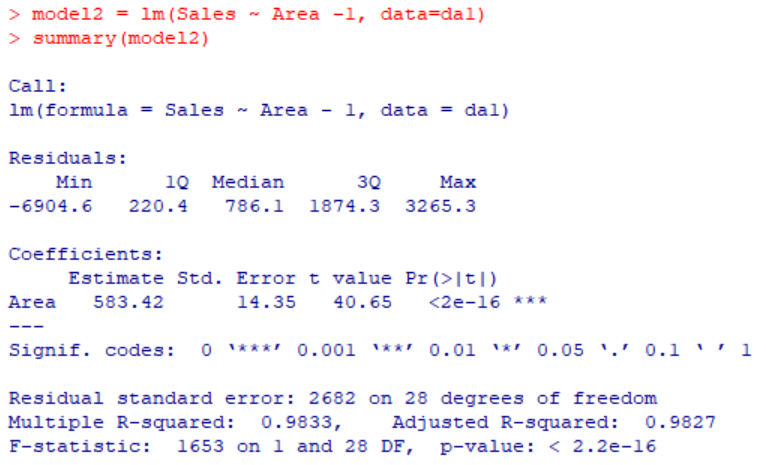 > model2 = lm(Sales ~ Area -1, data=da1)
> summary(model2)
Call:
lm(formula = Sales ~ Area - 1, data = da1)
Residuals:
    Min      1Q  Median      3Q     Max
-6904.6   220.4   786.1  1874.3  3265.3
Coefficients:
     Estimate Std. Error t value Pr(>|t|)
Area   583.42      14.35   40.65   <2e-16 ***
---
Signif. codes:  0 ‘***’ 0.001 ‘**’ 0.01 ‘*’ 0.05 ‘.’ 0.1 ‘ ’ 1
Residual standard error: 2682 on 28 degrees of freedom
Multiple R-squared:  0.9833,    Adjusted R-squared:  0.9827
F-statistic:  1653 on 1 and 28 DF,  p-value: < 2.2e-16